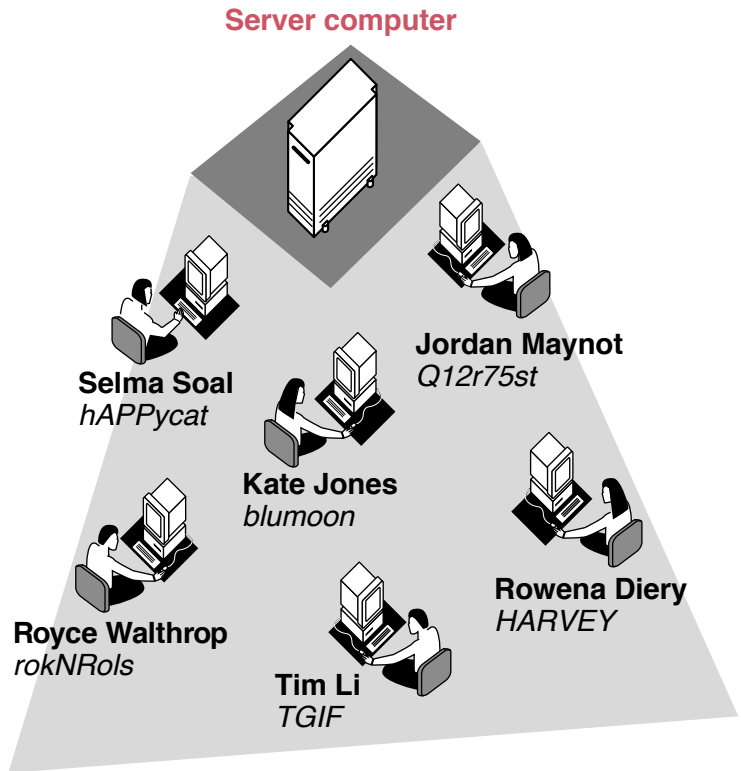 Server computer
Jordan Maynot
Q12r75st
Selma Soal
hAPPycat
Kate Jones
blumoon
Rowena Diery
HARVEY
Royce Walthrop
rokNRols
Tim Li
TGIF